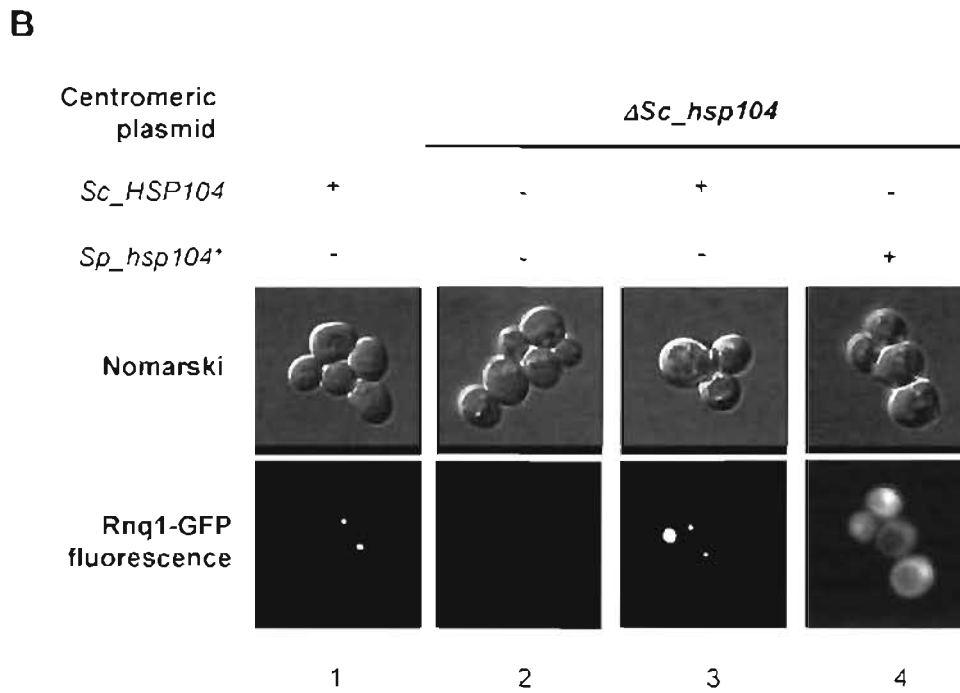 B
Centromeric
plasmid
ΔSc_hsp104
Sc_HSP104 + - + -
Sp_hsp104⁺ - - - +
Nomarski
Rnq1-GFP
fluorescence
1 2 3 4